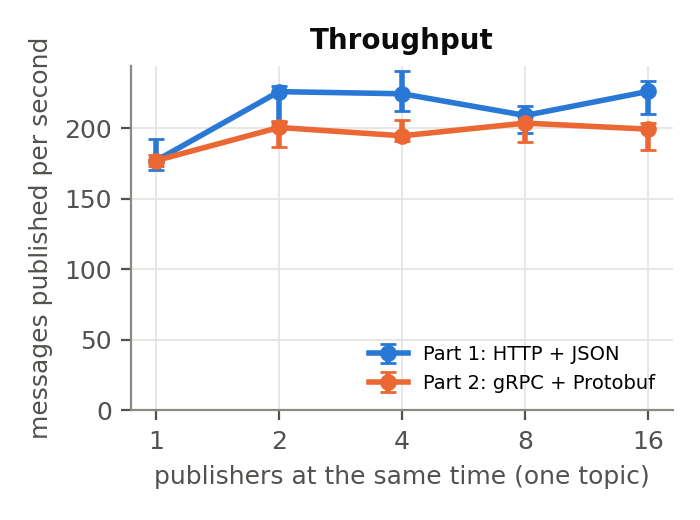 Throughput
messages published per second
200
150
100
50
0
Part 1: HTTP + JSON
Part 2: gRPC + Protobuf
1 2 4 8 16
publishers at the same time (one topic)